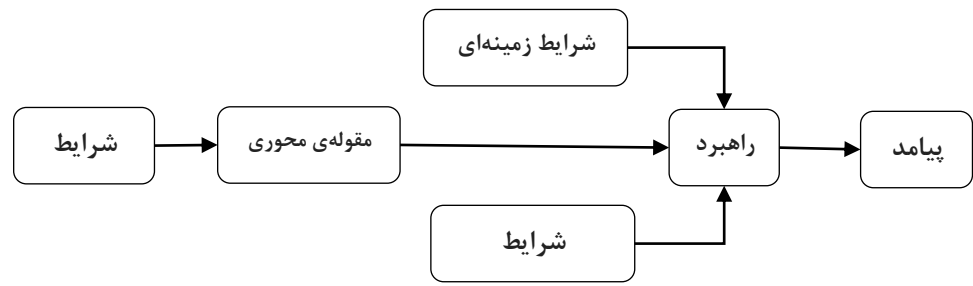 شرایط زمینه‌ای
شرایط
مقوله‌ی محوری
راهبرد
پیامد
شرایط